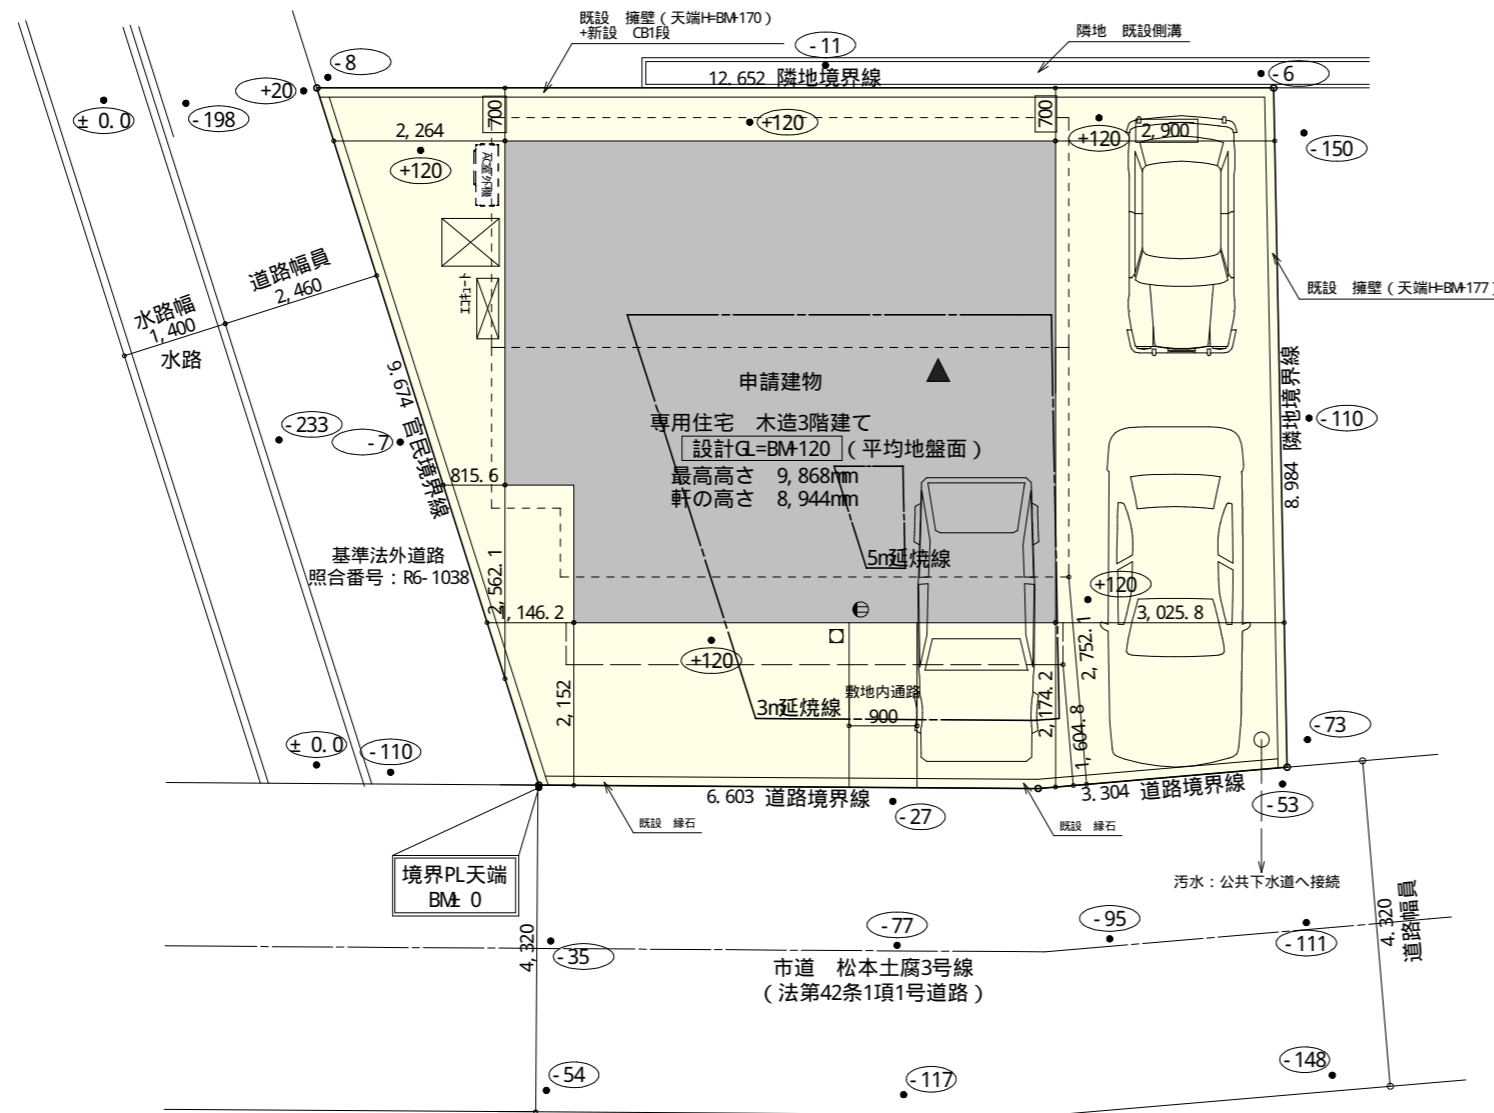 既設　擁壁（天端H=BM+170）
+新設　CB1段
隣地　既設側溝
-11
-8
12.652 隣地境界線
-6
+20
±0.0
-198
700
700
2,264
+120
+120
2,900
-150
+120
AC室外機
道路幅員
2,460
水路幅
1,400
水路
エコキュート
既設　擁壁（天端H=BM+177）
9.674 官民境界線
8.984 隣地境界線
申請建物
専用住宅　木造3階建て
設計GL=BM+120（平均地盤面）
最高高さ　9,868mm
軒の高さ　8,944mm
-233
-7
-110
815.6
5m延焼線
基準法外道路
照合番号：R6-1038
2,562.1
+120
1,146.2
3,025.8
2,752.1
+120
敷地内通路
900
3m延焼線
2,152
2,174.2
1,604.8
±0.0
-110
-73
6.603 道路境界線
3.304 道路境界線
-53
-27
既設　縁石
既設　縁石
境界PL天端
BM±0
汚水：公共下水道へ接続
4,320
4.320
道路幅員
-77
-95
-111
-35
市道　松本土腐3号線
（法第42条1項1号道路）
-54
-117
-148